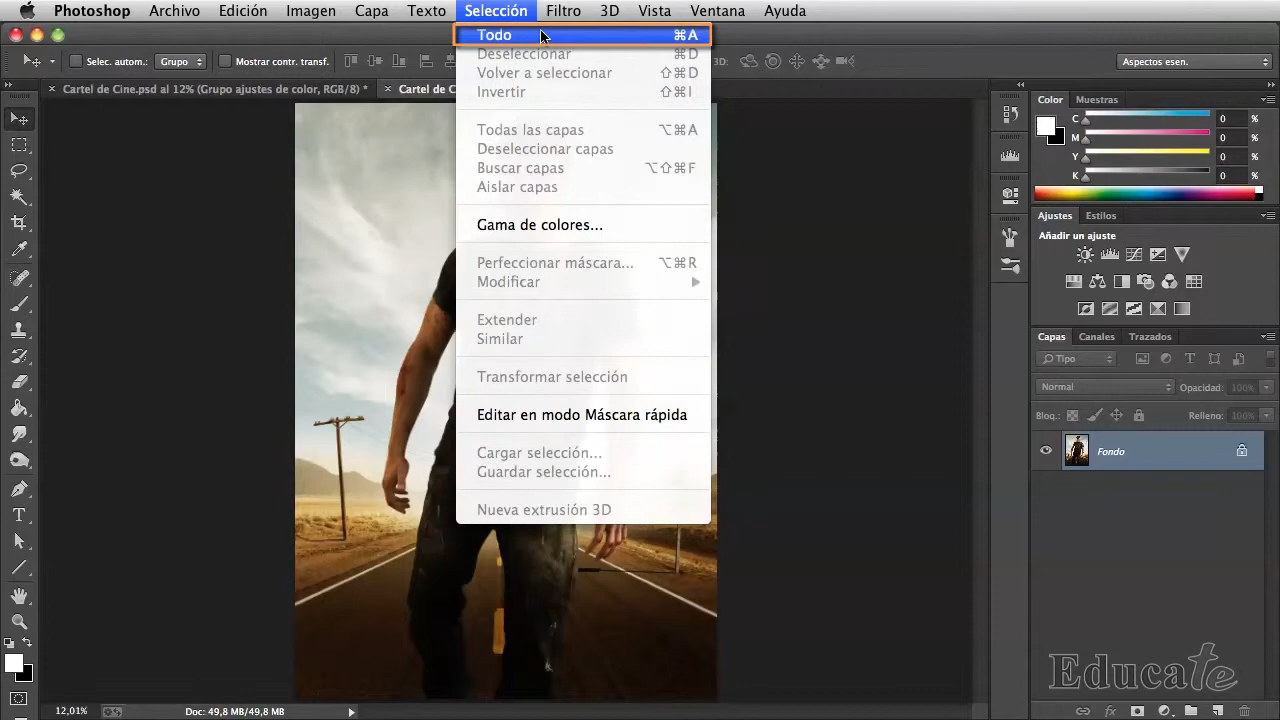 Photoshop Archivo Edición Imagen Capa Texto Selección Filtro 3D Vista Ventana Ayuda
Todo ⌘A
Deseleccionar ⌘D
Volver a seleccionar ⇧⌘D
Invertir ⇧⌘I
Todas las capas ⌥⌘A
Deseleccionar capas
Buscar capas ⌥⇧⌘F
Aislar capas
Gama de colores...
Perfeccionar máscara... ⌥⌘R
Modificar
Extender
Similar
Transformar selección
Editar en modo Máscara rápida
Cargar selección...
Guardar selección...
Nueva extrusión 3D
Selec. autom.: Grupo Mostrar contr. transf. 3D: Aspectos esen.
Cartel de Cine.psd al 12% (Grupo ajustes de color, RGB/8) *
Cartel de
Color Muestras
C 0 %
M 0 %
Y 0 %
K 0 %
Ajustes Estilos
Añadir un ajuste
Capas Canales Trazados
Tipo
Normal Opacidad: 100%
Bloq.: Relleno: 100%
Fondo
Educate
12,01% Doc: 49,8 MB/49,8 MB